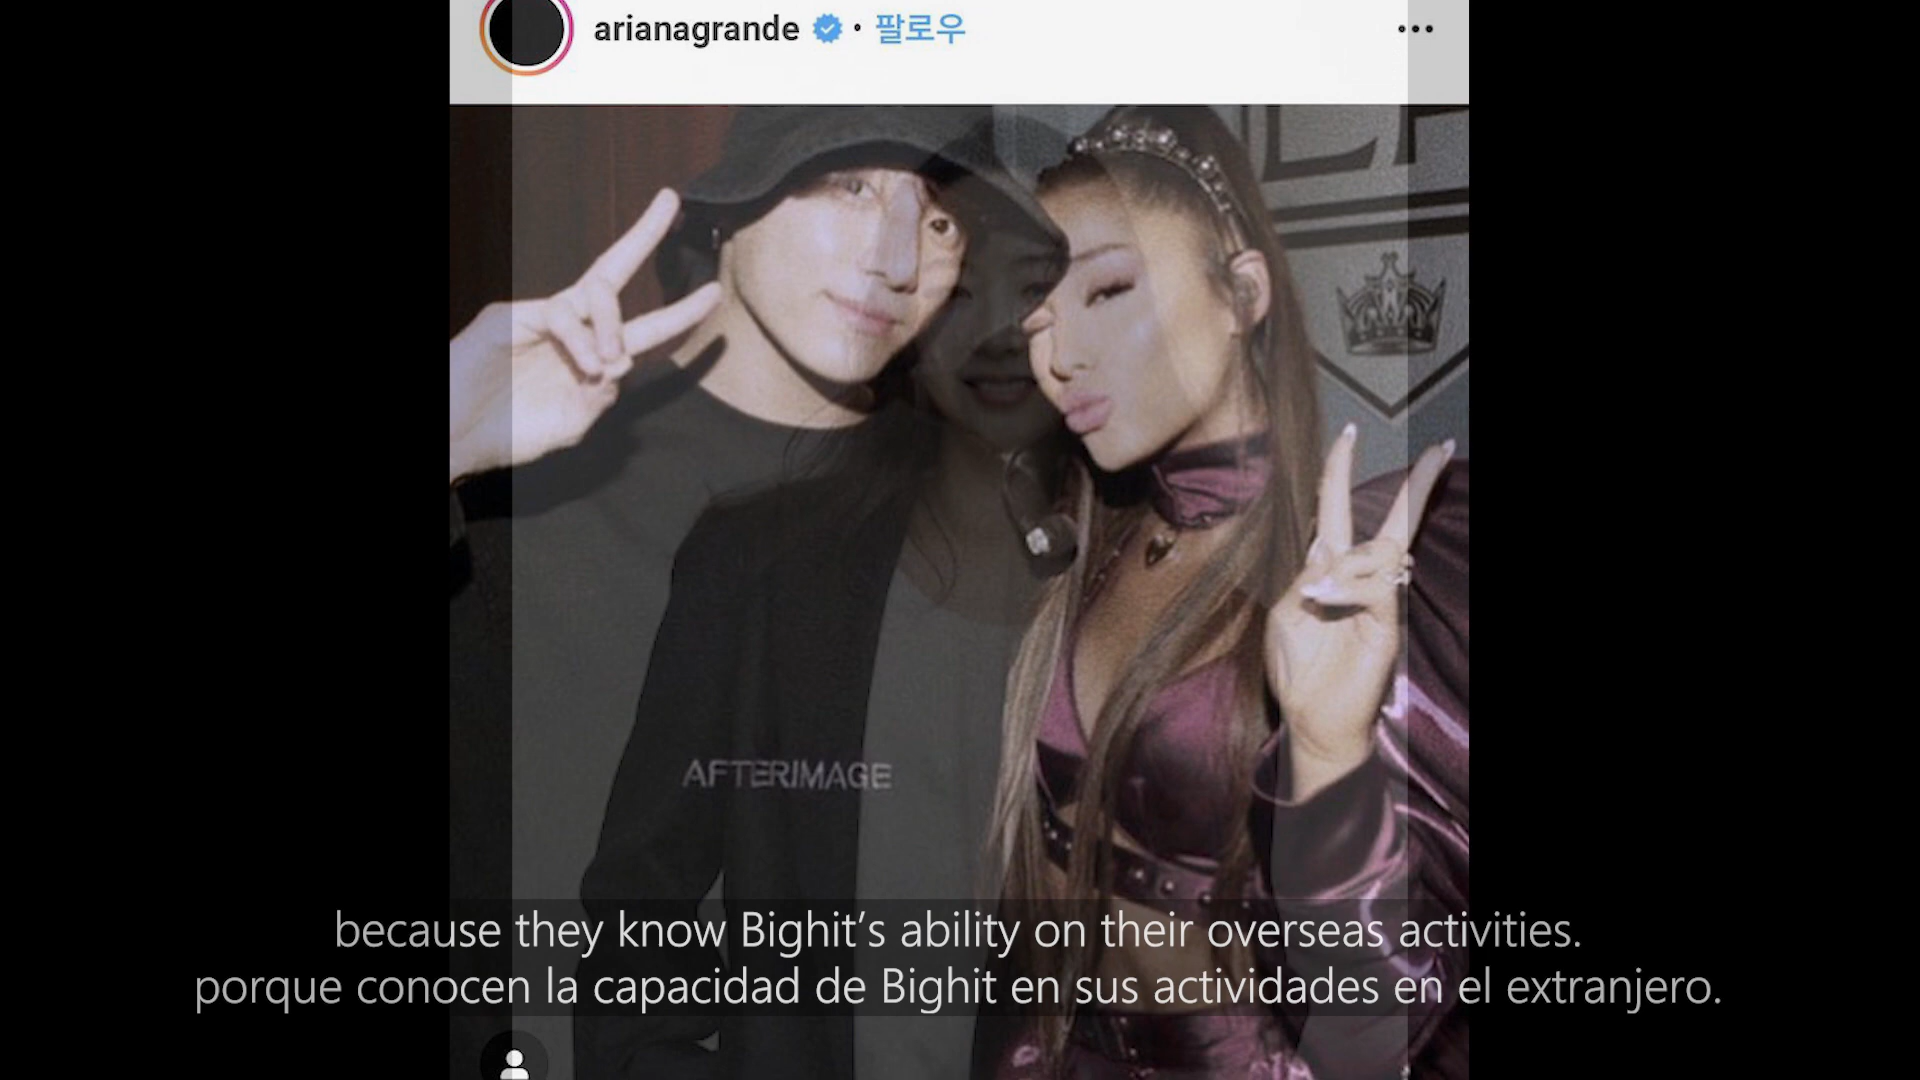 arianagrande • 팔로우
AFTERIMAGE
because they know Bighit’s ability on their overseas activities.
porque conocen la capacidad de Bighit en sus actividades en el extranjero.